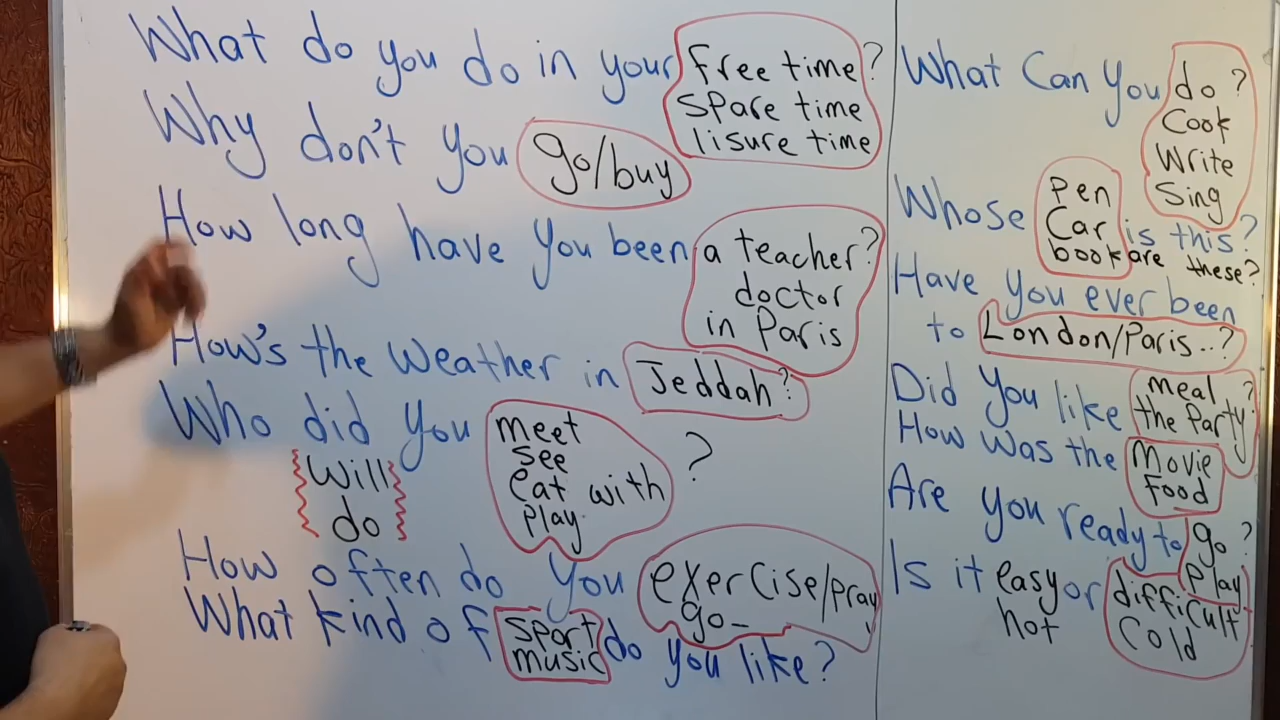 What do you do in your free time?
spare time
lisure time
Why don't you go/buy
How long have you been a teacher?
doctor
in Paris
How's the weather in Jeddah?
Who did you meet
see
eat with
play
?
will
do
How often do you exercise/pray
go_
What kind of sport
music
do you like?
What Can you do?
Cook
Write
Sing
Whose pen
Car
book
is this?
are these?
Have you ever been
to London/Paris..?
Did you like meal
the Party?
How was the Movie
food
Are you ready to go?
play
Is it easy or difficult
hot
Cold